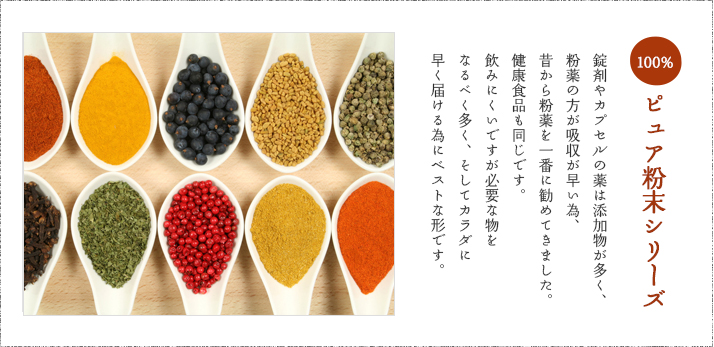 100%
ピュア粉末シリーズ
錠剤やカプセルの薬は添加物が多く、
粉薬の方が吸収が早い為、
昔から粉薬を一番に勧めてきました。
健康食品も同じです。
飲みにくいですが必要な物を
なるべく多く、そしてカラダに
早く届ける為にベストな形です。